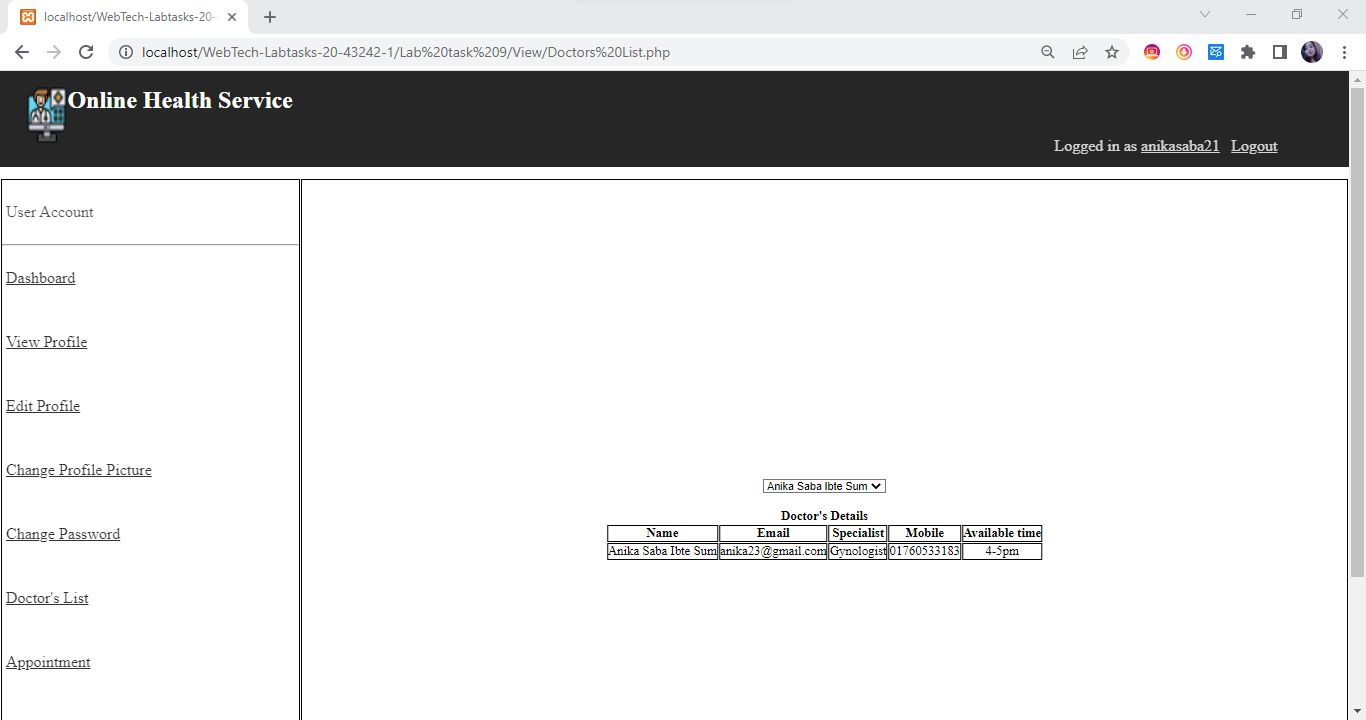 localhost/WebTech-Labtasks-20-
localhost/WebTech-Labtasks-20-43242-1/Lab%20task%209/View/Doctors%20List.php
Online Health Service
Logged in as anikasaba21 Logout
User Account
Dashboard
View Profile
Edit Profile
Change Profile Picture
Change Password
Doctor's List
Appointment
Anika Saba Ibte Sum
Doctor's Details
Name Email Specialist Mobile Available time
Anika Saba Ibte Sum anika23@gmail.com Gynologist 01760533183 4-5pm